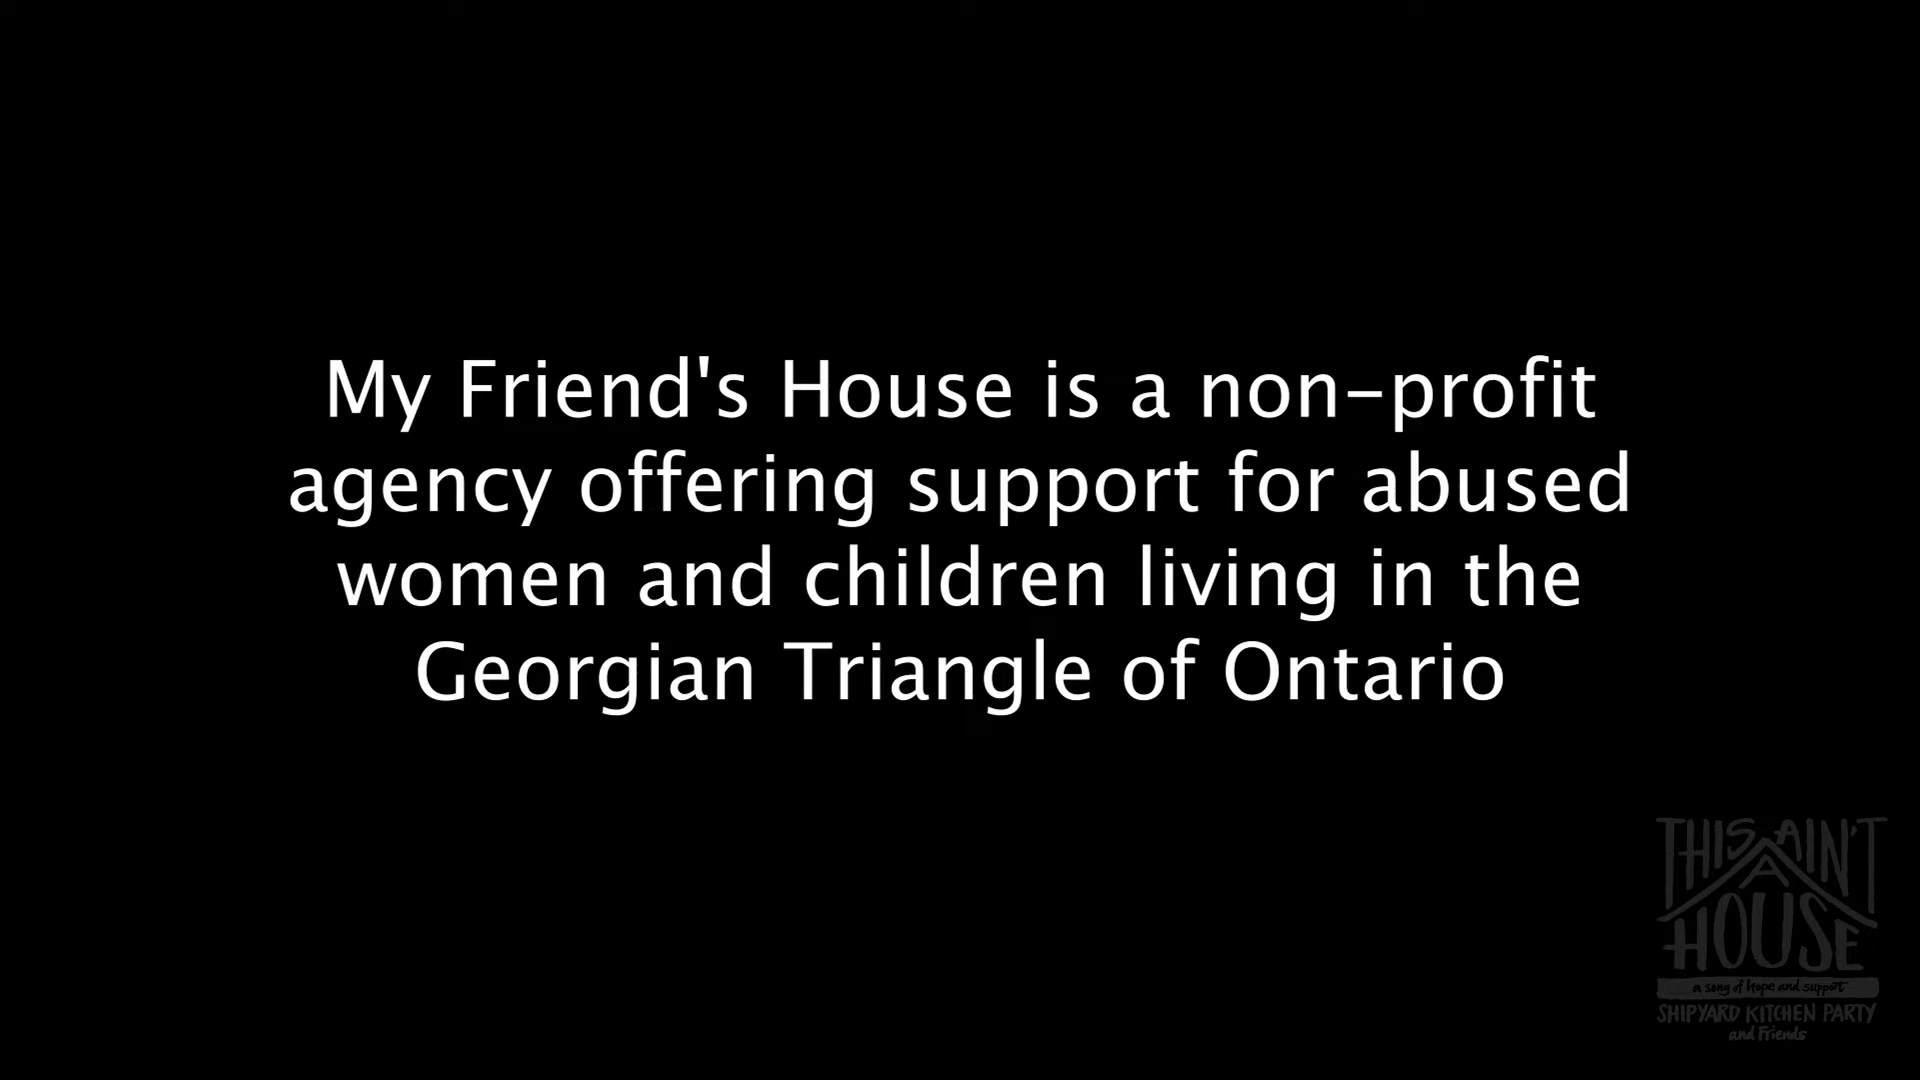 My Friend's House is a non-profit
agency offering support for abused
women and children living in the
Georgian Triangle of Ontario
THIS AIN'T
A
HOUSE
a song of hope and support
SHIPYARD KITCHEN PARTY
and Friends